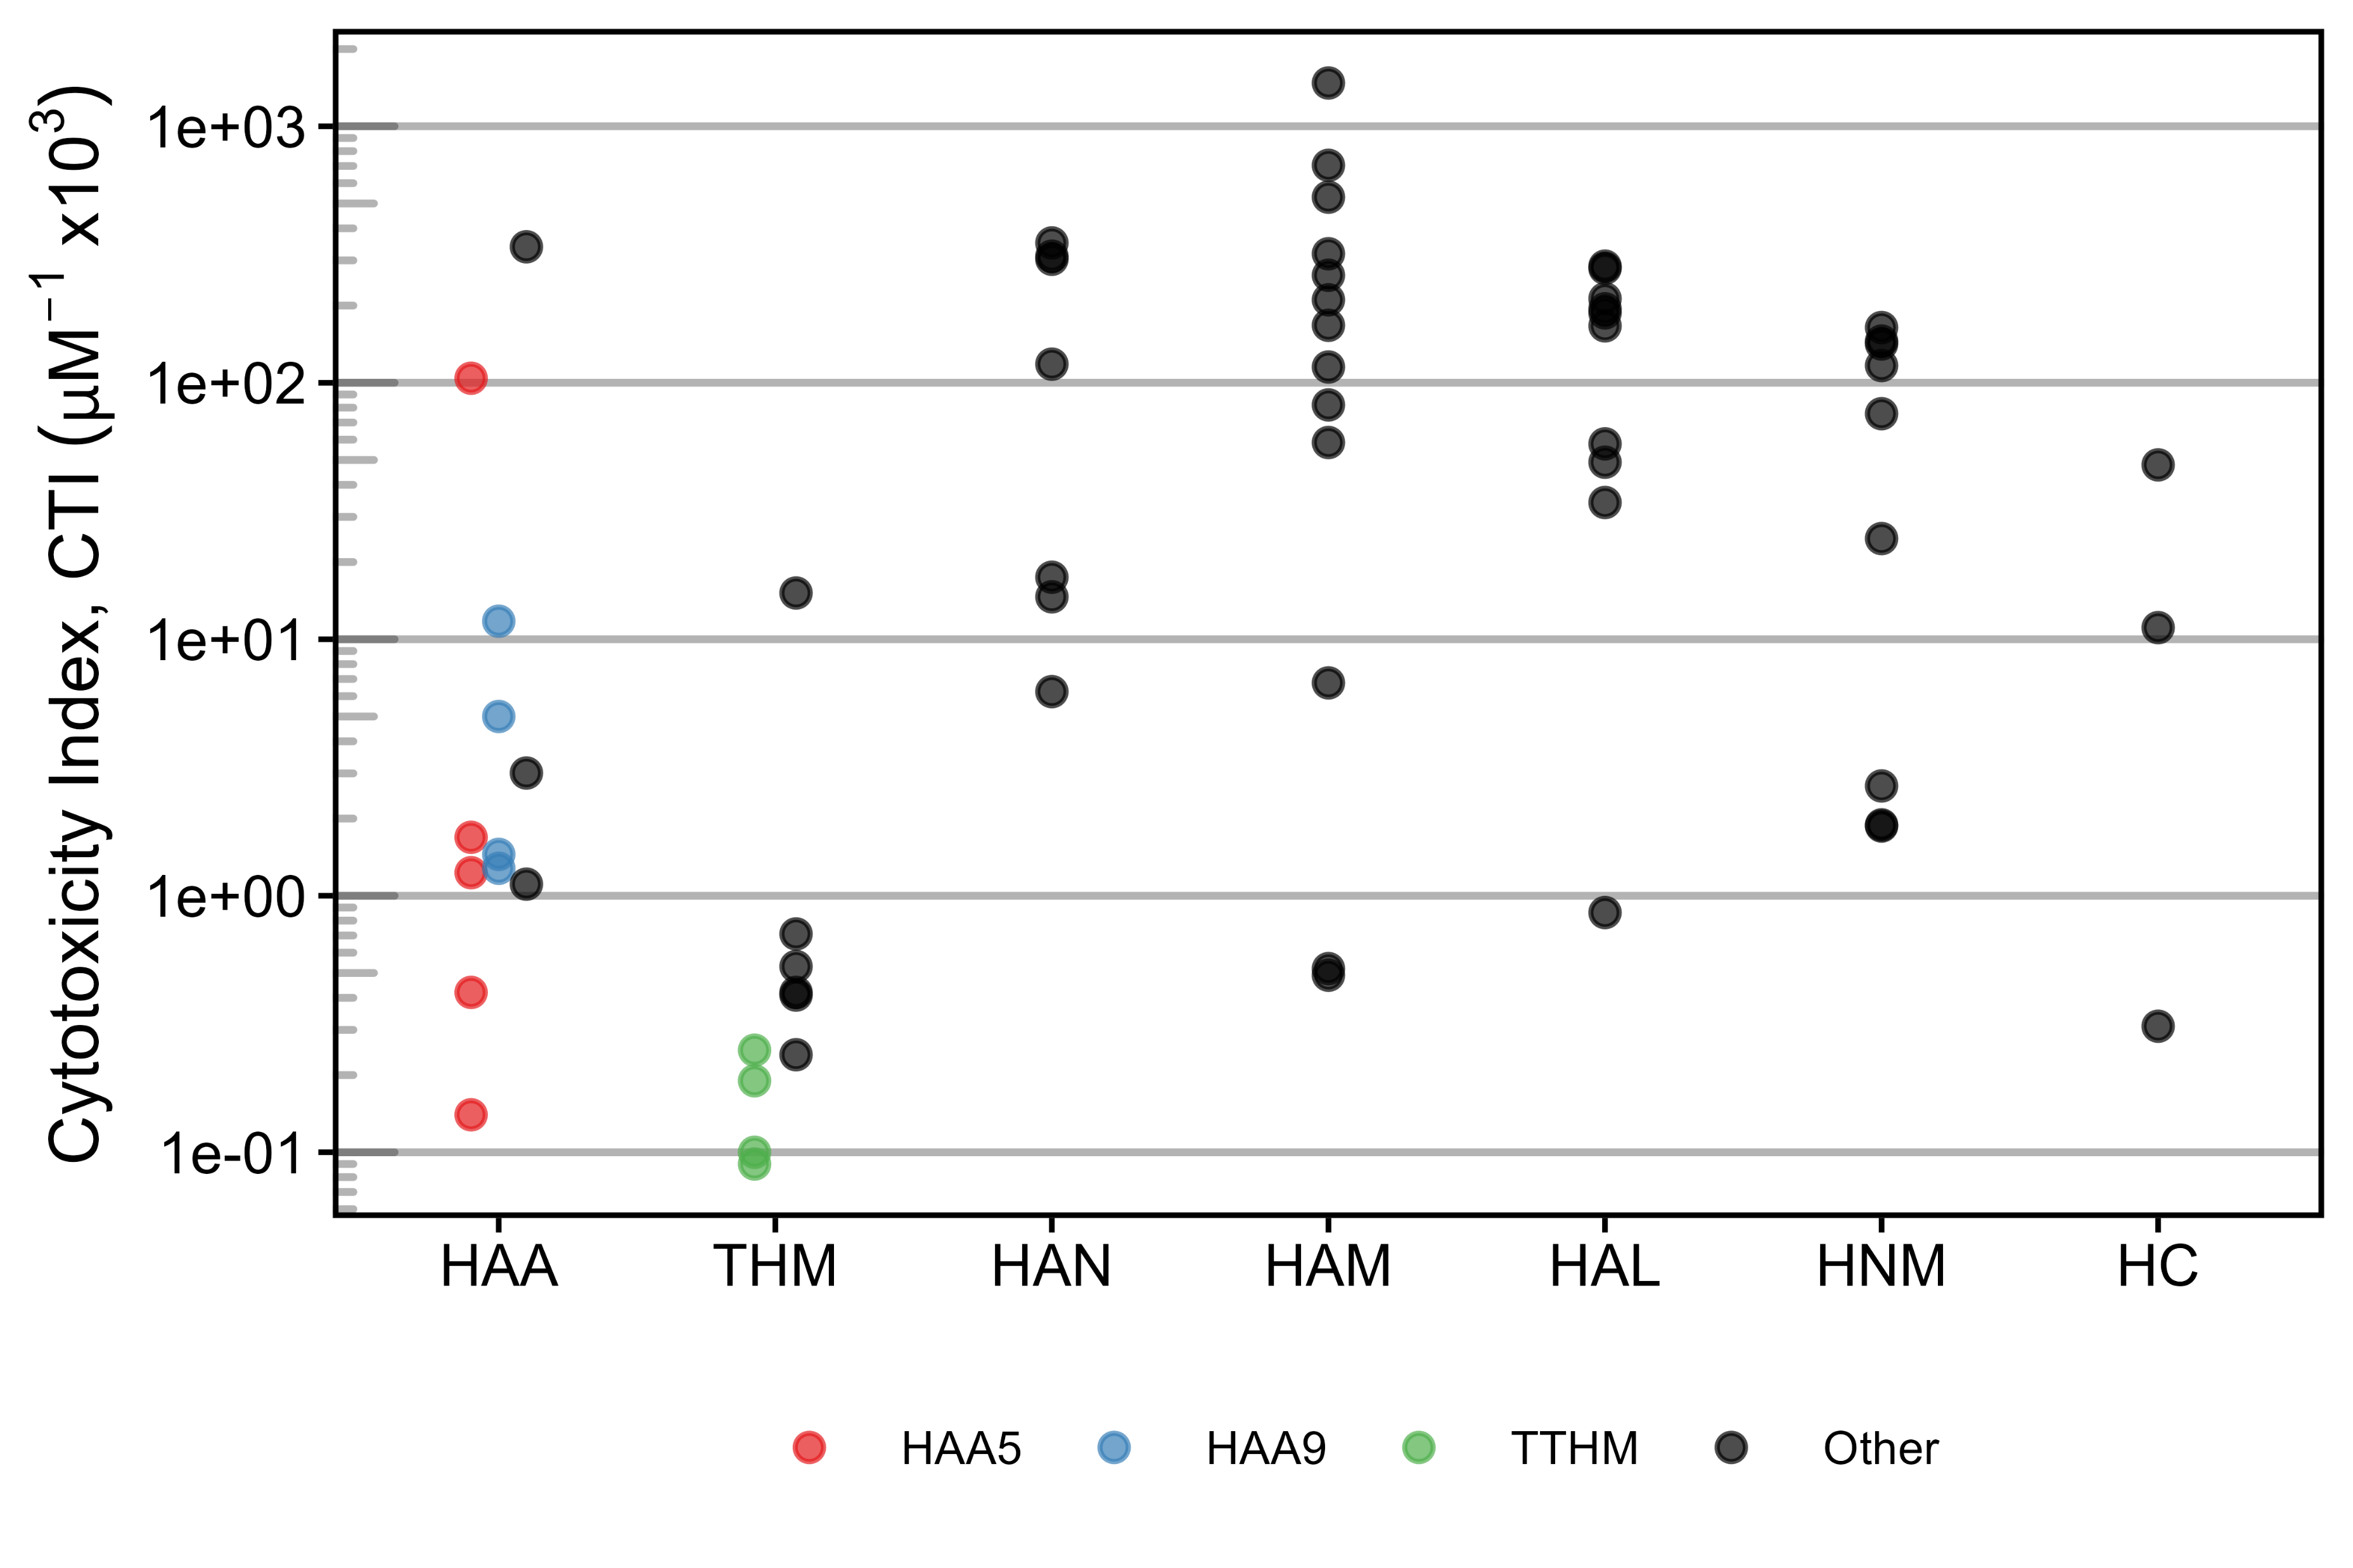 Cytotoxicity Index, CTI (µM⁻¹ x10³)
1e+03
1e+02
1e+01
1e+00
1e-01
HAA THM HAN HAM HAL HNM HC
HAA5 HAA9 TTHM Other